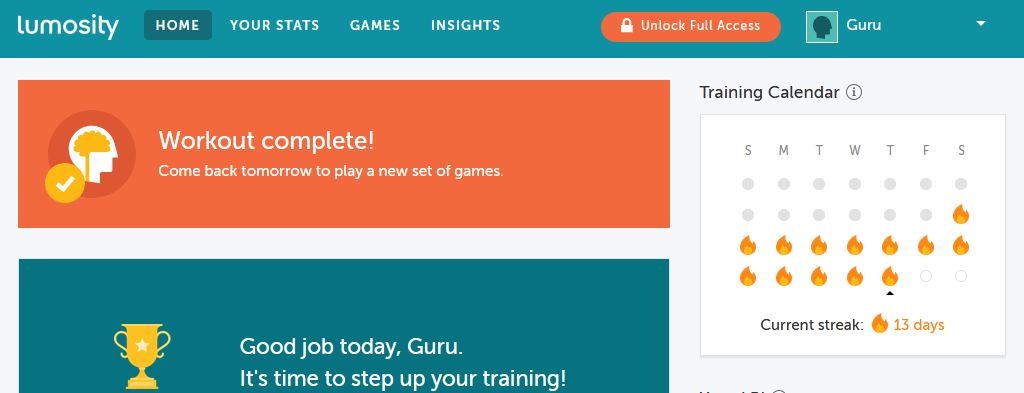 lumosity
HOME
YOUR STATS
GAMES
INSIGHTS
Unlock Full Access
Guru
Workout complete!
Come back tomorrow to play a new set of games.
Good job today, Guru.
It's time to step up your training!
Training Calendar
S M T W T F S
Current streak: 13 days